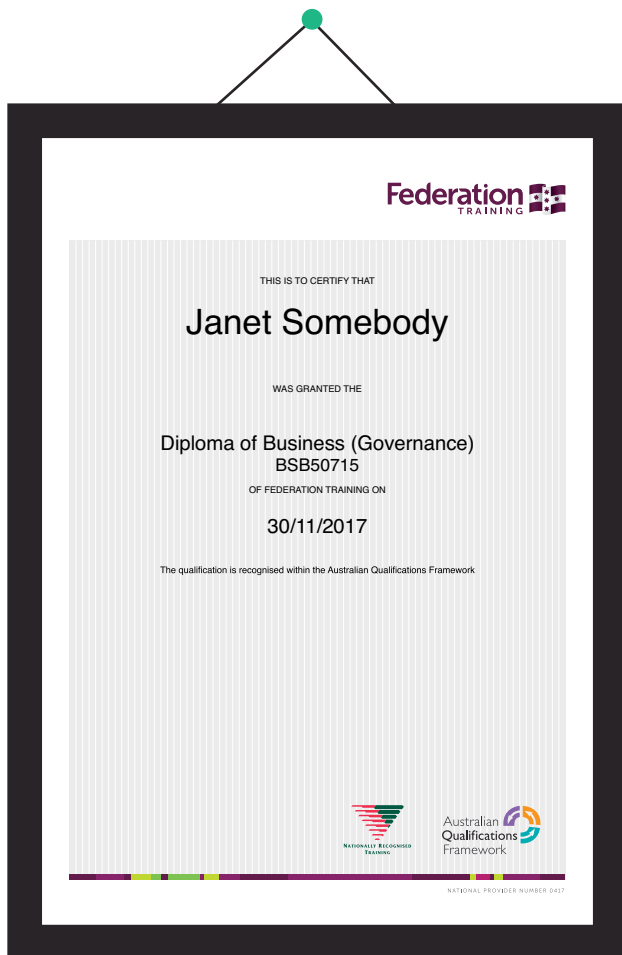 Federation
TRAINING
THIS IS TO CERTIFY THAT
Janet Somebody
WAS GRANTED THE
Diploma of Business (Governance)
BSB50715
OF FEDERATION TRAINING ON
30/11/2017
The qualification is recognised within the Australian Qualifications Framework
NATIONALLY RECOGNISED
TRAINING
Australian
Qualifications
Framework
NATIONAL PROVIDER NUMBER 0417